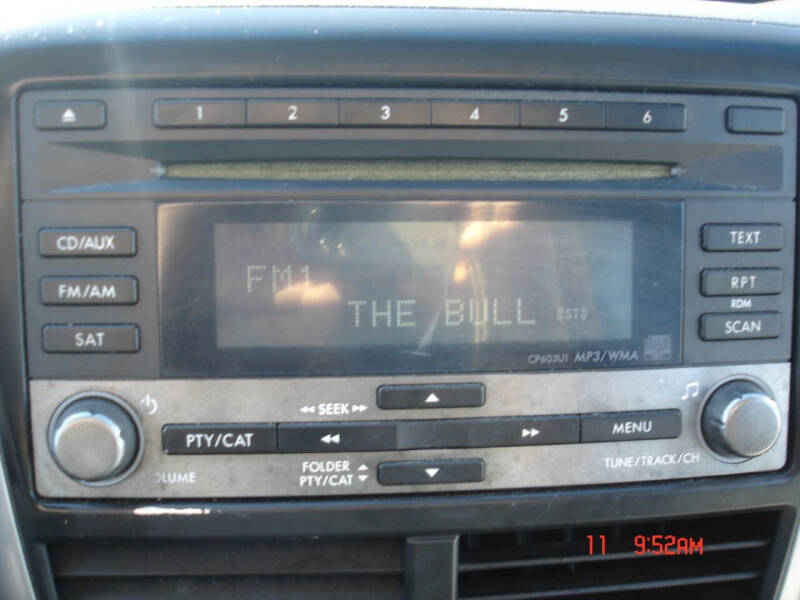 1 2 3 4 5 6
CD/AUX
TEXT
FM/AM
FM1
RPT
RDM
THE BULL (ST)
SAT
SCAN
CP603U1 MP3/WMA
SEEK
PTY/CAT
MENU
FOLDER
PTY/CAT
OLUME
TUNE/TRACK/CH
11 9:52AM